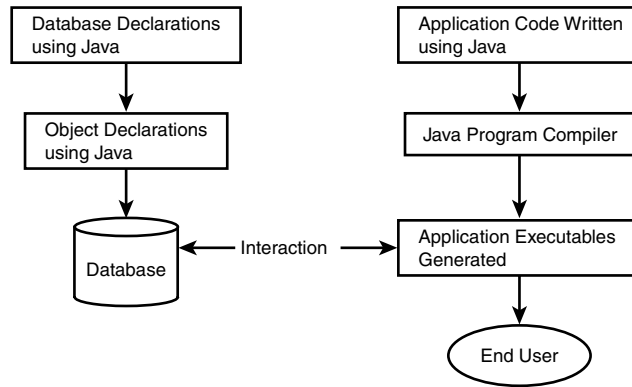 Database Declarations
using Java
Object Declarations
using Java
Database
Interaction
Application Code Written
using Java
Java Program Compiler
Application Executables
Generated
End User